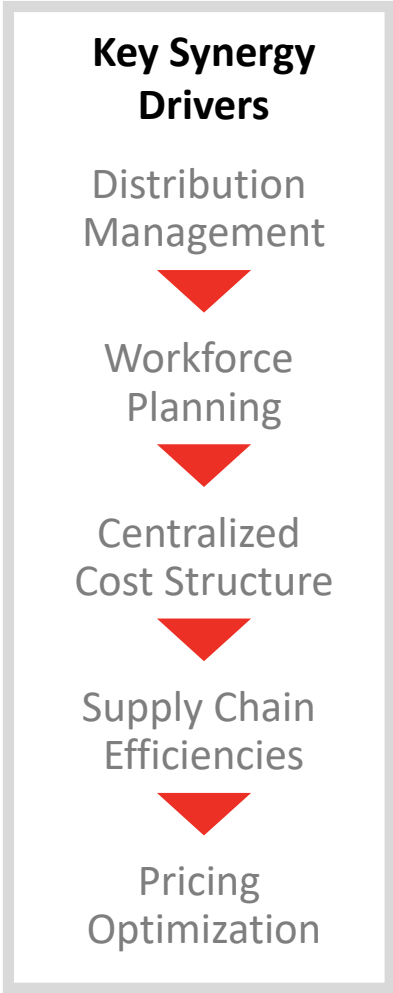 Key Synergy
Drivers
Distribution
Management
Workforce
Planning
Centralized
Cost Structure
Supply Chain
Efficiencies
Pricing
Optimization